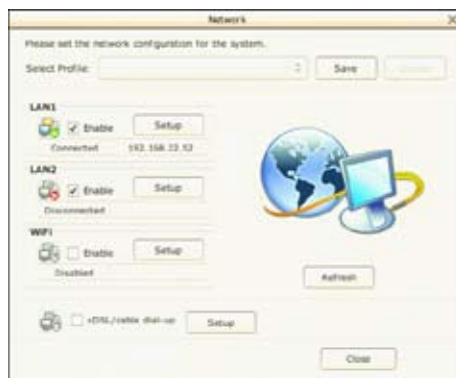 Network
Please set the network configuration for the system.
Select Profile:
Save
LAN1
Enable
Setup
Connected 192.168.22.52
LAN2
Enable
Setup
Disconnected
WiFi
Enable
Setup
Disabled
Refresh
xDSL/cable dial-up
Setup
Close